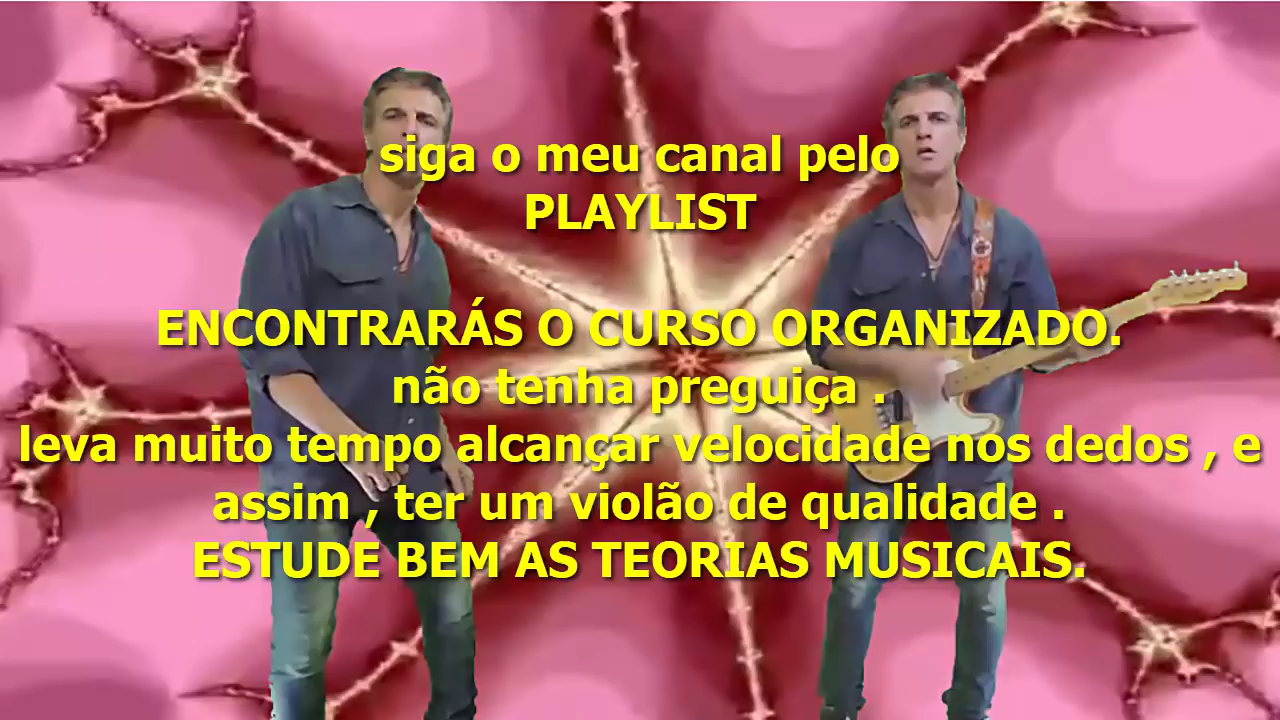 siga o meu canal pelo
PLAYLIST
ENCONTRARÁS O CURSO ORGANIZADO.
não tenha preguiça .
leva muito tempo alcançar velocidade nos dedos , e
assim , ter um violão de qualidade .
ESTUDE BEM AS TEORIAS MUSICAIS.